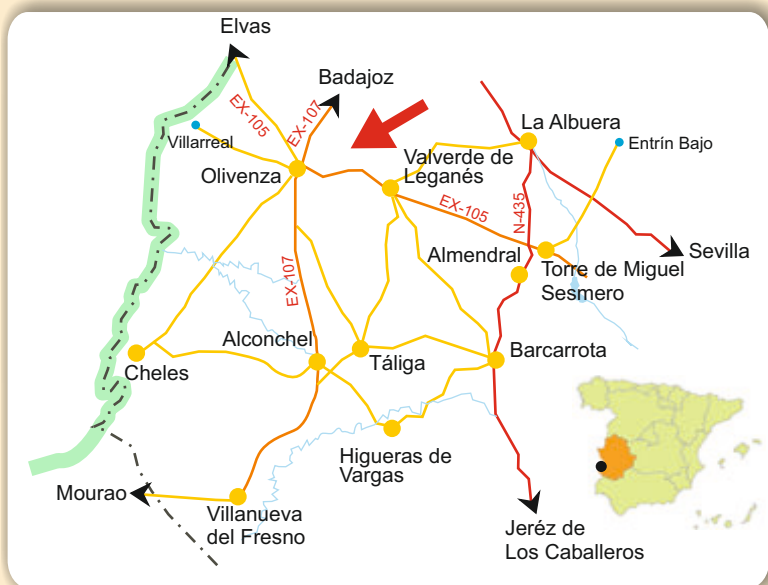 Elvas
Badajoz
EX-105
EX-107
La Albuera
Villarreal
Entrín Bajo
Olivenza
Valverde de
Leganés
EX-105
N-435
Almendral
Sevilla
Torre de Miguel
Sesmero
EX-107
Alconchel
Táliga
Barcarrota
Cheles
Higueras de
Vargas
Mourao
Villanueva
del Fresno
Jeréz de
Los Caballeros